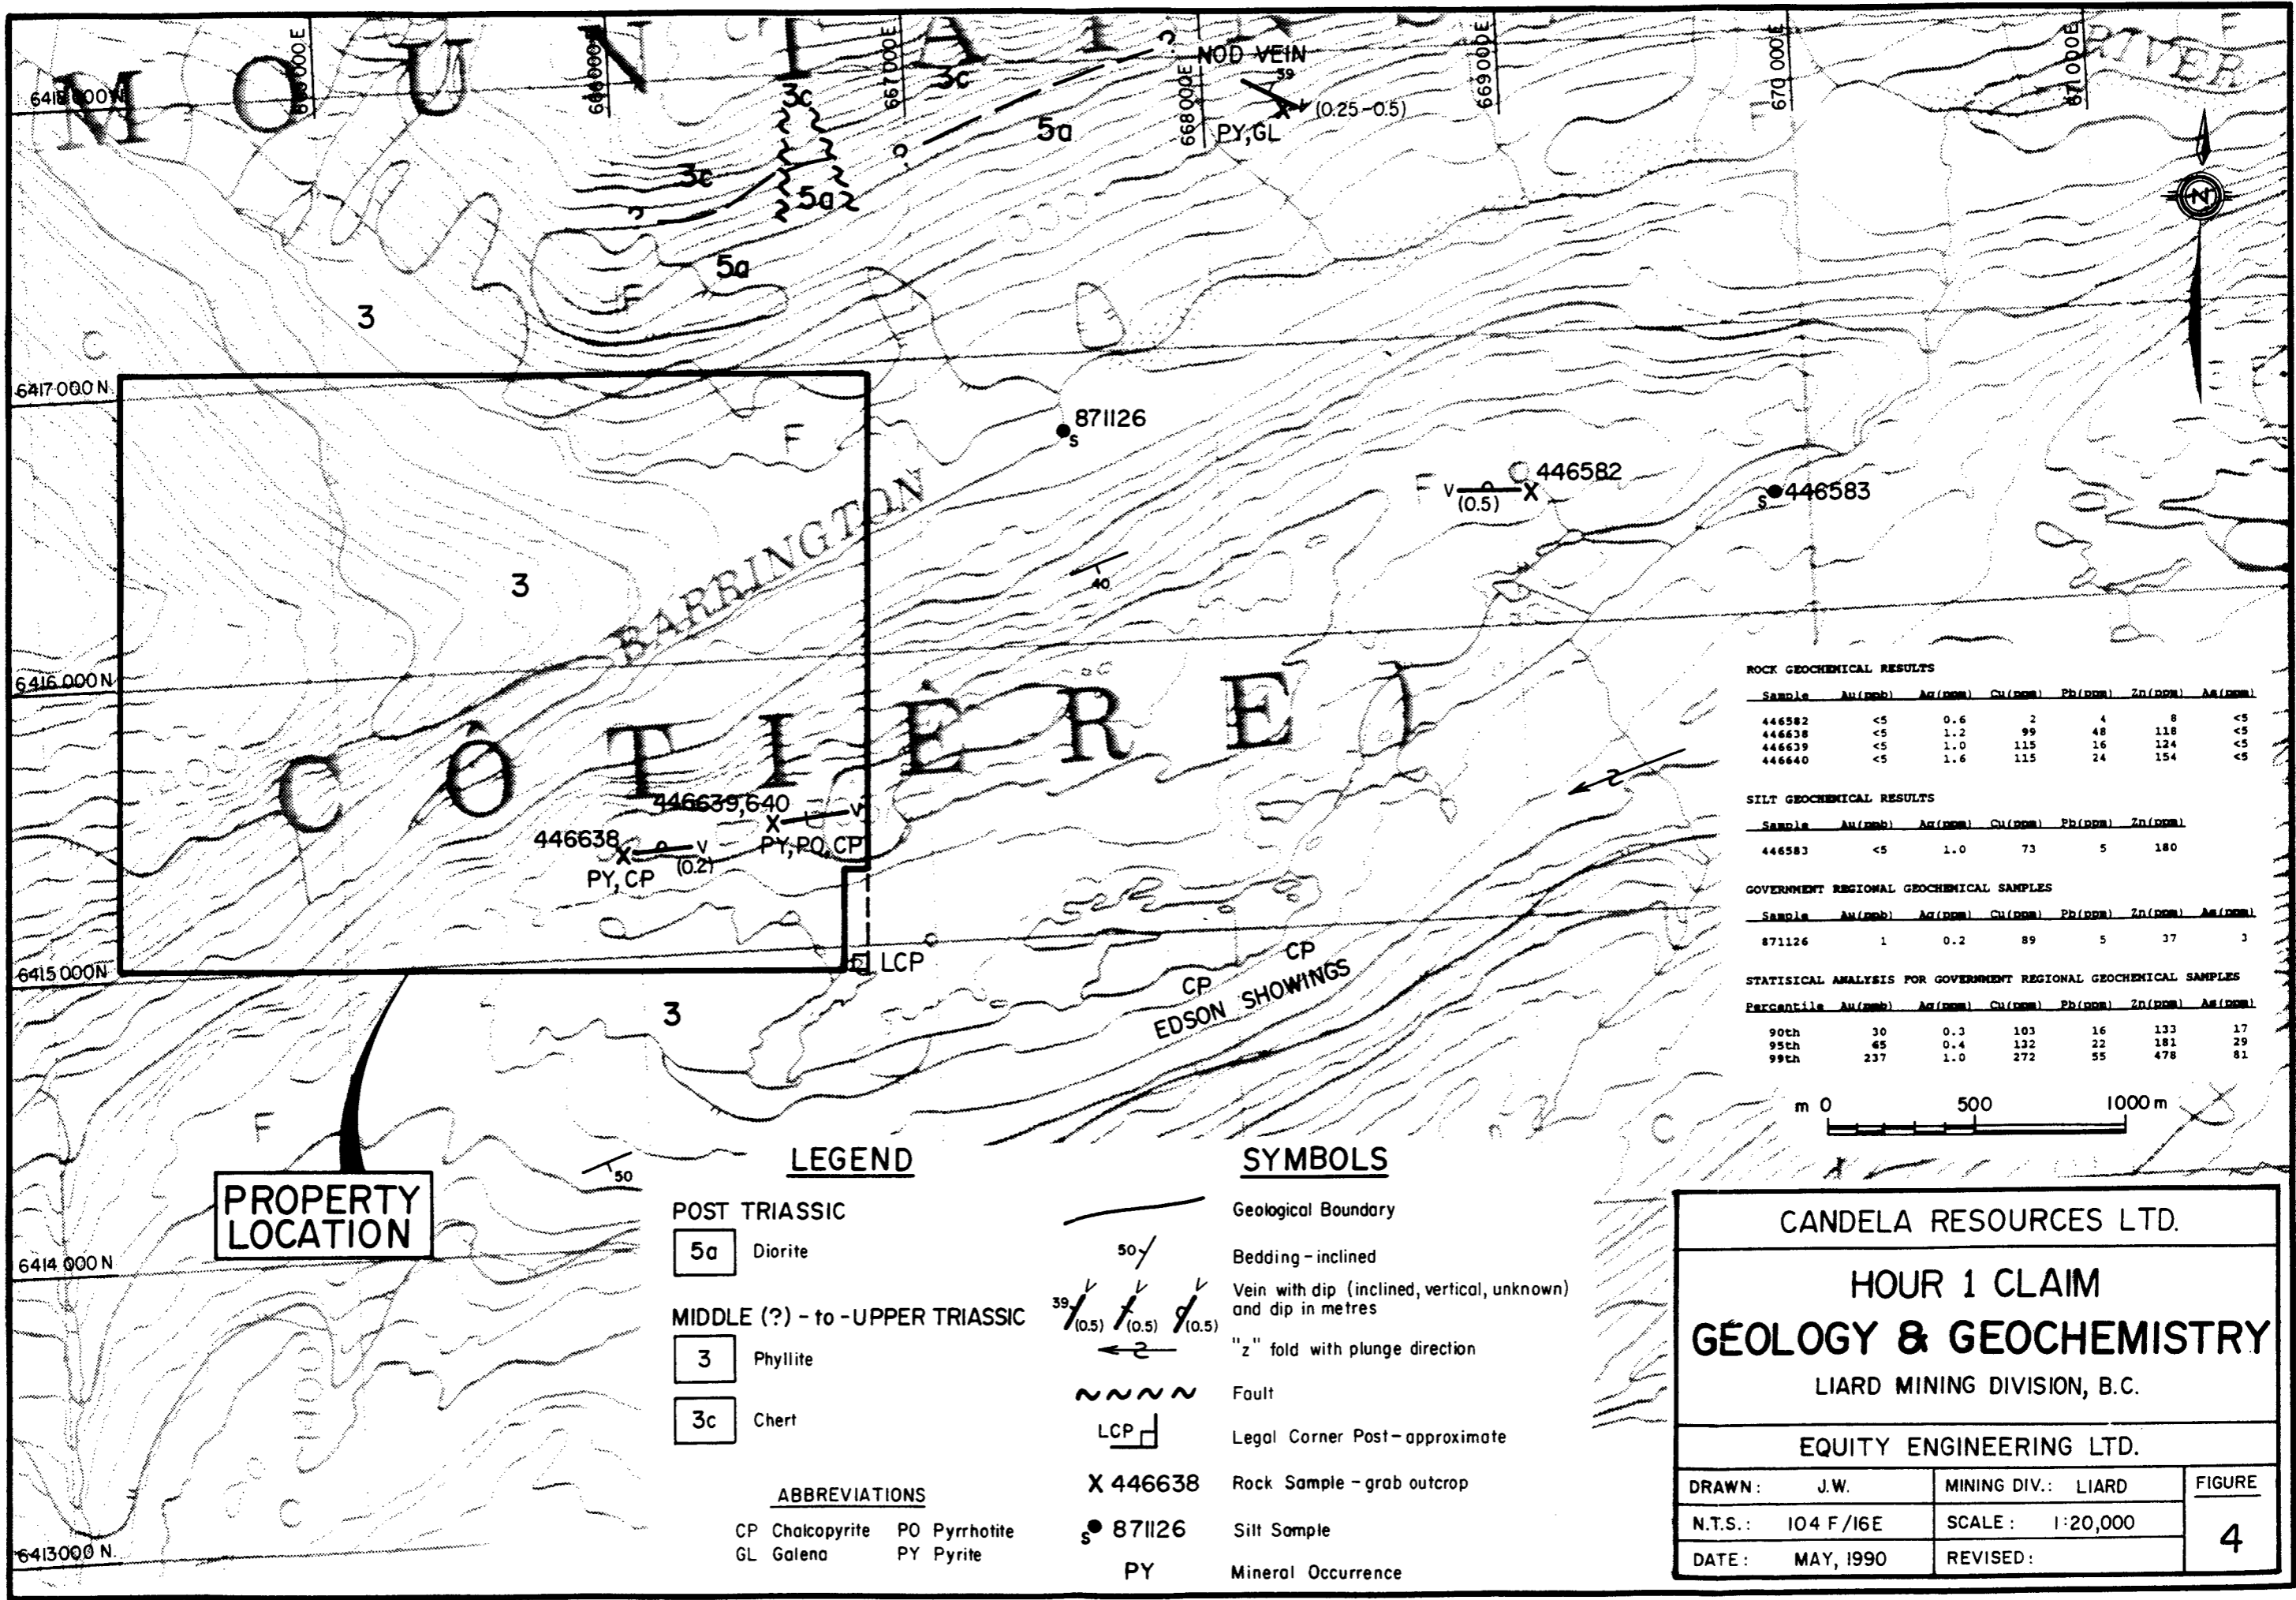 MOUNTAIN
RIVER
665 000E
666 000E
667 000E
668 000E
669 000E
670 000E
671 000E
6418 000 N
NOD VEIN
39
(0.25-0.5)
PY,GL
3c
3c
5a
3c
5a
5a
?
?
?
1000
F
F
F
3
C
6417 000 N
871126
S
F
F
V
(0.5)
446582
S
446583
BARRINGTON
40
3
6416 000 N
CÔTIÈRE
446639,640
V
PY,PO,CP
446638
V
(0.2)
PY,CP
LCP
6415 000N
3
CP
CP
EDSON SHOWINGS
ROCK GEOCHEMICAL RESULTS
Sample Au(ppb) Ag(ppm) Cu(ppm) Pb(ppm) Zn(ppm) As(ppm)
446582 <5 0.6 2 4 8 <5
446638 <5 1.2 99 48 118 <5
446639 <5 1.0 115 16 124 <5
446640 <5 1.6 115 24 154 <5
SILT GEOCHEMICAL RESULTS
Sample Au(ppb) Ag(ppm) Cu(ppm) Pb(ppm) Zn(ppm)
446583 <5 1.0 73 5 180
GOVERNMENT REGIONAL GEOCHEMICAL SAMPLES
Sample Au(ppb) Ag(ppm) Cu(ppm) Pb(ppm) Zn(ppm) As(ppm)
871126 1 0.2 89 5 37 3
STATISICAL ANALYSIS FOR GOVERNMENT REGIONAL GEOCHEMICAL SAMPLES
Percentile Au(ppb) Ag(ppm) Cu(ppm) Pb(ppm) Zn(ppm) As(ppm)
90th 30 0.3 103 16 133 17
95th 65 0.4 132 22 181 29
99th 237 1.0 272 55 478 81
m 0 500 1000 m
F
C
50
PROPERTY
LOCATION
6414 000 N
C
6413000 N.
LEGEND
POST TRIASSIC
5a Diorite
MIDDLE (?) - to - UPPER TRIASSIC
3 Phyllite
3c Chert
ABBREVIATIONS
CP Chalcopyrite PO Pyrrhotite
GL Galena PY Pyrite
SYMBOLS
Geological Boundary
50 Bedding - inclined
39 V V V Vein with dip (inclined, vertical, unknown)
(0.5) (0.5) (0.5) and dip in metres
"z" fold with plunge direction
Fault
LCP Legal Corner Post - approximate
X 446638 Rock Sample - grab outcrop
S 871126 Silt Sample
PY Mineral Occurrence
CANDELA RESOURCES LTD.
HOUR 1 CLAIM
GEOLOGY & GEOCHEMISTRY
LIARD MINING DIVISION, B.C.
EQUITY ENGINEERING LTD.
DRAWN: J.W. MINING DIV.: LIARD FIGURE
N.T.S.: 104 F/16E SCALE: 1:20,000 4
DATE: MAY, 1990 REVISED: